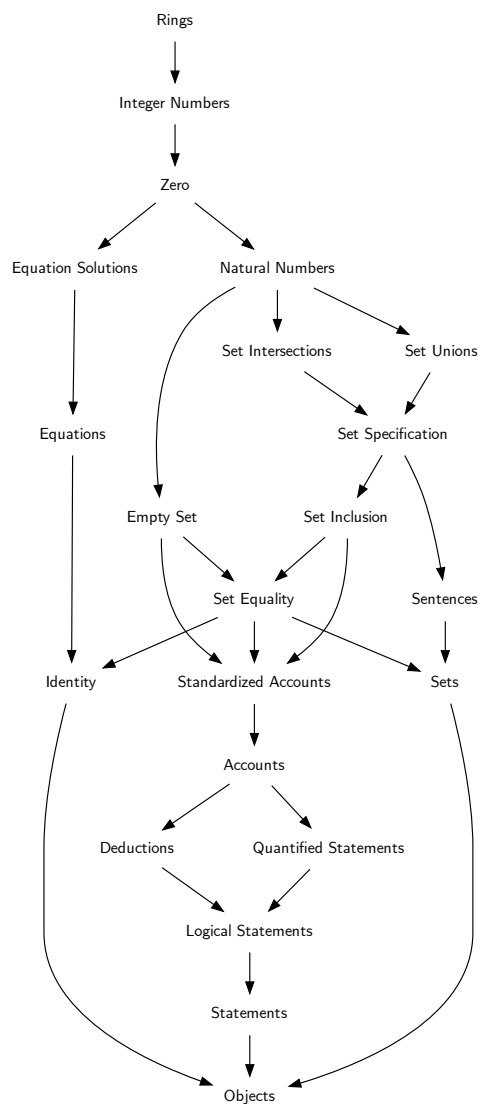 Rings
Integer Numbers
Zero
Equation Solutions
Natural Numbers
Set Intersections
Set Unions
Equations
Set Specification
Empty Set
Set Inclusion
Set Equality
Sentences
Identity
Standardized Accounts
Sets
Accounts
Deductions
Quantified Statements
Logical Statements
Statements
Objects